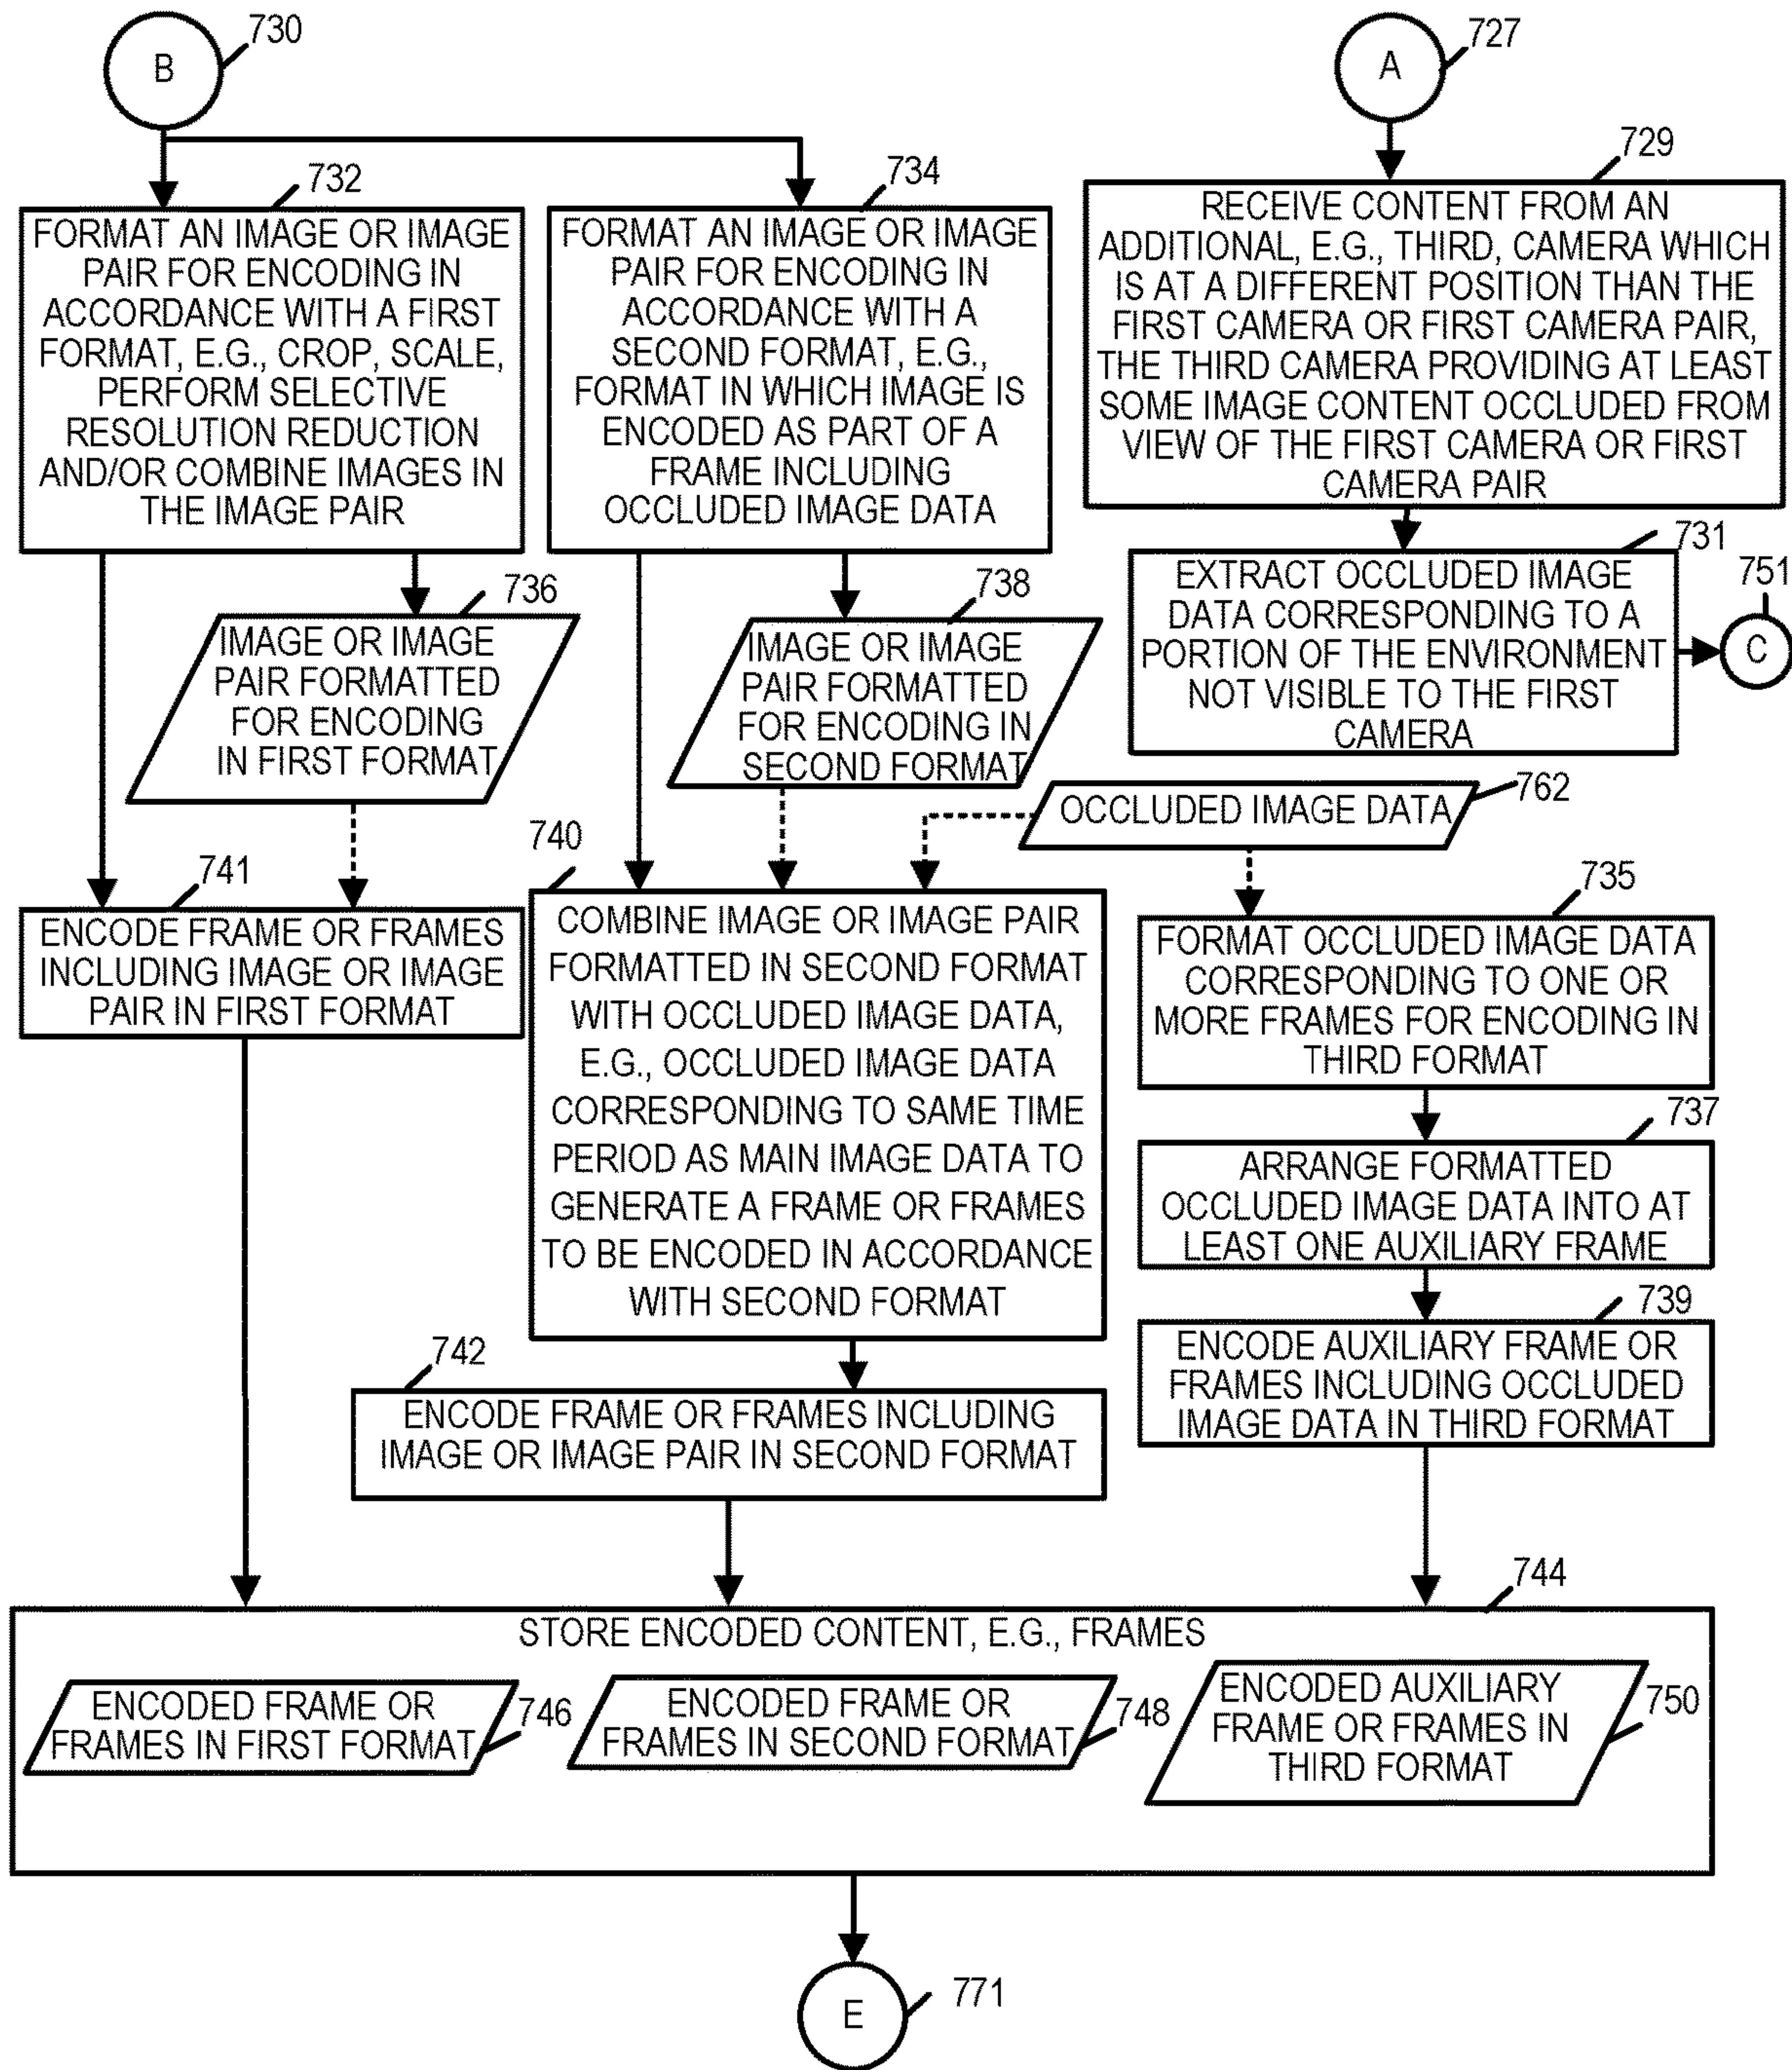 B
730
A
727
732
FORMAT AN IMAGE OR IMAGE
PAIR FOR ENCODING IN
ACCORDANCE WITH A FIRST
FORMAT, E.G., CROP, SCALE,
PERFORM SELECTIVE
RESOLUTION REDUCTION
AND/OR COMBINE IMAGES IN
THE IMAGE PAIR
734
FORMAT AN IMAGE OR IMAGE
PAIR FOR ENCODING IN
ACCORDANCE WITH A
SECOND FORMAT, E.G.,
FORMAT IN WHICH IMAGE IS
ENCODED AS PART OF A
FRAME INCLUDING
OCCLUDED IMAGE DATA
729
RECEIVE CONTENT FROM AN
ADDITIONAL, E.G., THIRD, CAMERA WHICH
IS AT A DIFFERENT POSITION THAN THE
FIRST CAMERA OR FIRST CAMERA PAIR,
THE THIRD CAMERA PROVIDING AT LEAST
SOME IMAGE CONTENT OCCLUDED FROM
VIEW OF THE FIRST CAMERA OR FIRST
CAMERA PAIR
731
EXTRACT OCCLUDED IMAGE
DATA CORRESPONDING TO A
PORTION OF THE ENVIRONMENT
NOT VISIBLE TO THE FIRST
CAMERA
751
C
736
IMAGE OR IMAGE
PAIR FORMATTED
FOR ENCODING
IN FIRST FORMAT
738
IMAGE OR IMAGE
PAIR FORMATTED
FOR ENCODING IN
SECOND FORMAT
OCCLUDED IMAGE DATA
762
741
ENCODE FRAME OR FRAMES
INCLUDING IMAGE OR IMAGE
PAIR IN FIRST FORMAT
740
COMBINE IMAGE OR IMAGE PAIR
FORMATTED IN SECOND FORMAT
WITH OCCLUDED IMAGE DATA,
E.G., OCCLUDED IMAGE DATA
CORRESPONDING TO SAME TIME
PERIOD AS MAIN IMAGE DATA TO
GENERATE A FRAME OR FRAMES
TO BE ENCODED IN ACCORDANCE
WITH SECOND FORMAT
735
FORMAT OCCLUDED IMAGE DATA
CORRESPONDING TO ONE OR
MORE FRAMES FOR ENCODING IN
THIRD FORMAT
737
ARRANGE FORMATTED
OCCLUDED IMAGE DATA INTO AT
LEAST ONE AUXILIARY FRAME
739
ENCODE AUXILIARY FRAME OR
FRAMES INCLUDING OCCLUDED
IMAGE DATA IN THIRD FORMAT
742
ENCODE FRAME OR FRAMES INCLUDING
IMAGE OR IMAGE PAIR IN SECOND FORMAT
744
STORE ENCODED CONTENT, E.G., FRAMES
ENCODED FRAME OR
FRAMES IN FIRST FORMAT
746
ENCODED FRAME OR
FRAMES IN SECOND FORMAT
748
ENCODED AUXILIARY
FRAME OR FRAMES IN
THIRD FORMAT
750
E
771